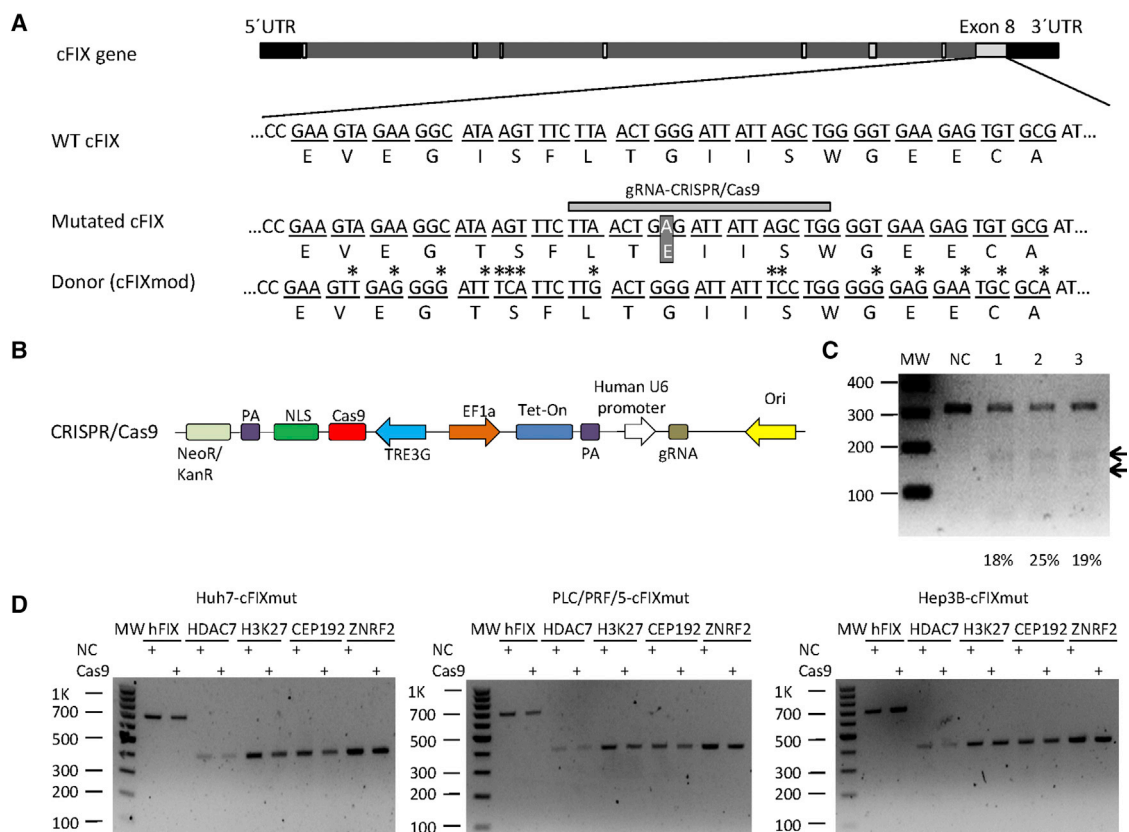 A
5´UTR Exon 8 3´UTR
cFIX gene
WT cFIX ...CC GAA GTA GAA GGC ATA AGT TTC TTA ACT GGG ATT ATT AGC TGG GGT GAA GAG TGT GCG AT...
E V E G I S F L T G I I S W G E E C A
gRNA-CRISPR/Cas9
Mutated cFIX ...CC GAA GTA GAA GGC ATA AGT TTC TTA ACT GAG ATT ATT AGC TGG GGT GAA GAG TGT GCG AT...
E V E G T S F L T E I I S W G E E C A
* * * **** * ** * * * * *
Donor (cFIXmod) ...CC GAA GTT GAG GGG ATT TCA TTC TTG ACT GGG ATT ATT TCC TGG GGG GAG GAA TGC GCA AT...
E V E G T S F L T G I I S W G E E C A
B
CRISPR/Cas9
NeoR/
KanR
PA
NLS
Cas9
TRE3G
EF1a
Tet-On
PA
Human U6
promoter
gRNA
Ori
C
MW NC 1 2 3
400
300
200
100
18% 25% 19%
D
Huh7-cFIXmut
MW hFIX HDAC7 H3K27 CEP192 ZNRF2
NC + + + + +
Cas9 + + + + +
1K
700
500
300
200
100
PLC/PRF/5-cFIXmut
MW hFIX HDAC7 H3K27 CEP192 ZNRF2
+ + + + +
+ + + + +
1K
700
500
300
200
100
Hep3B-cFIXmut
MW hFIX HDAC7 H3K27 CEP192 ZNRF2
+ + + + +
+ + + + +
1K
700
500
300
200
100